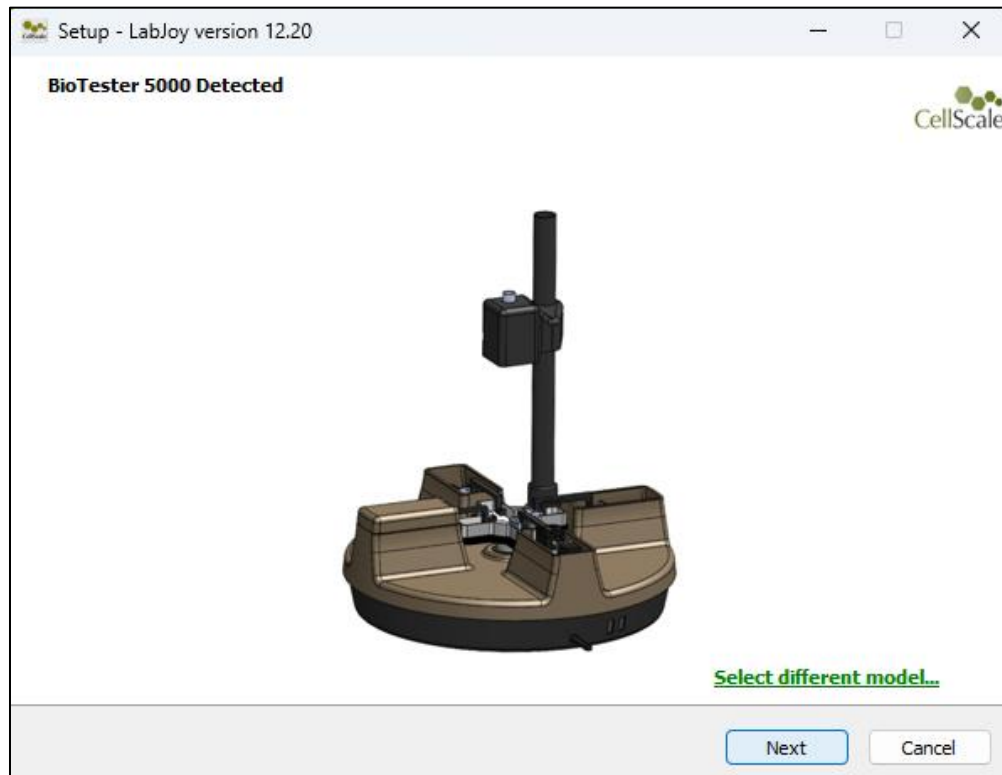 Setup - LabJoy version 12.20
BioTester 5000 Detected
CellScale
Select different model...
Next
Cancel